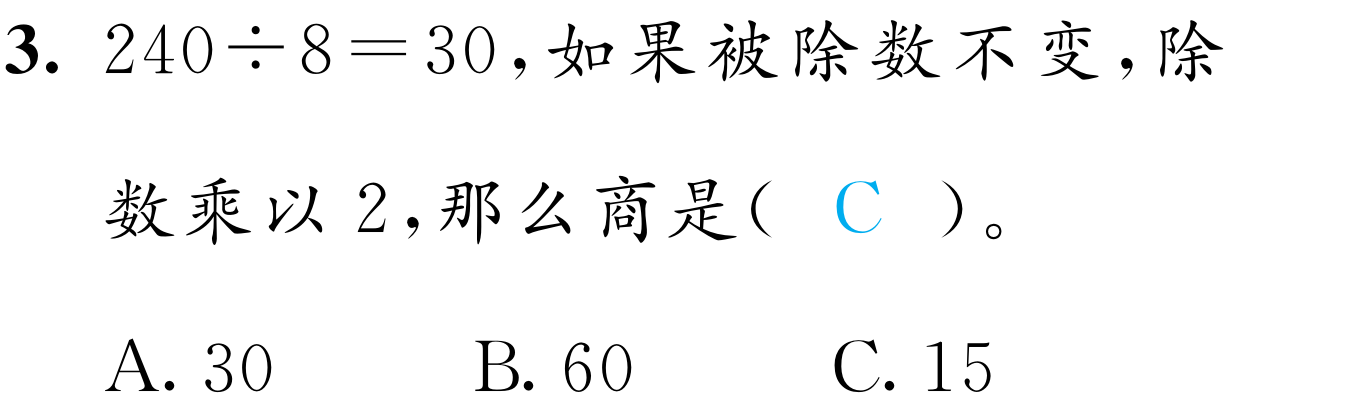 3. 240÷8=30,如果被除数不变,除
数乘以 2,那么商是( C )。
A. 30 B. 60 C. 15